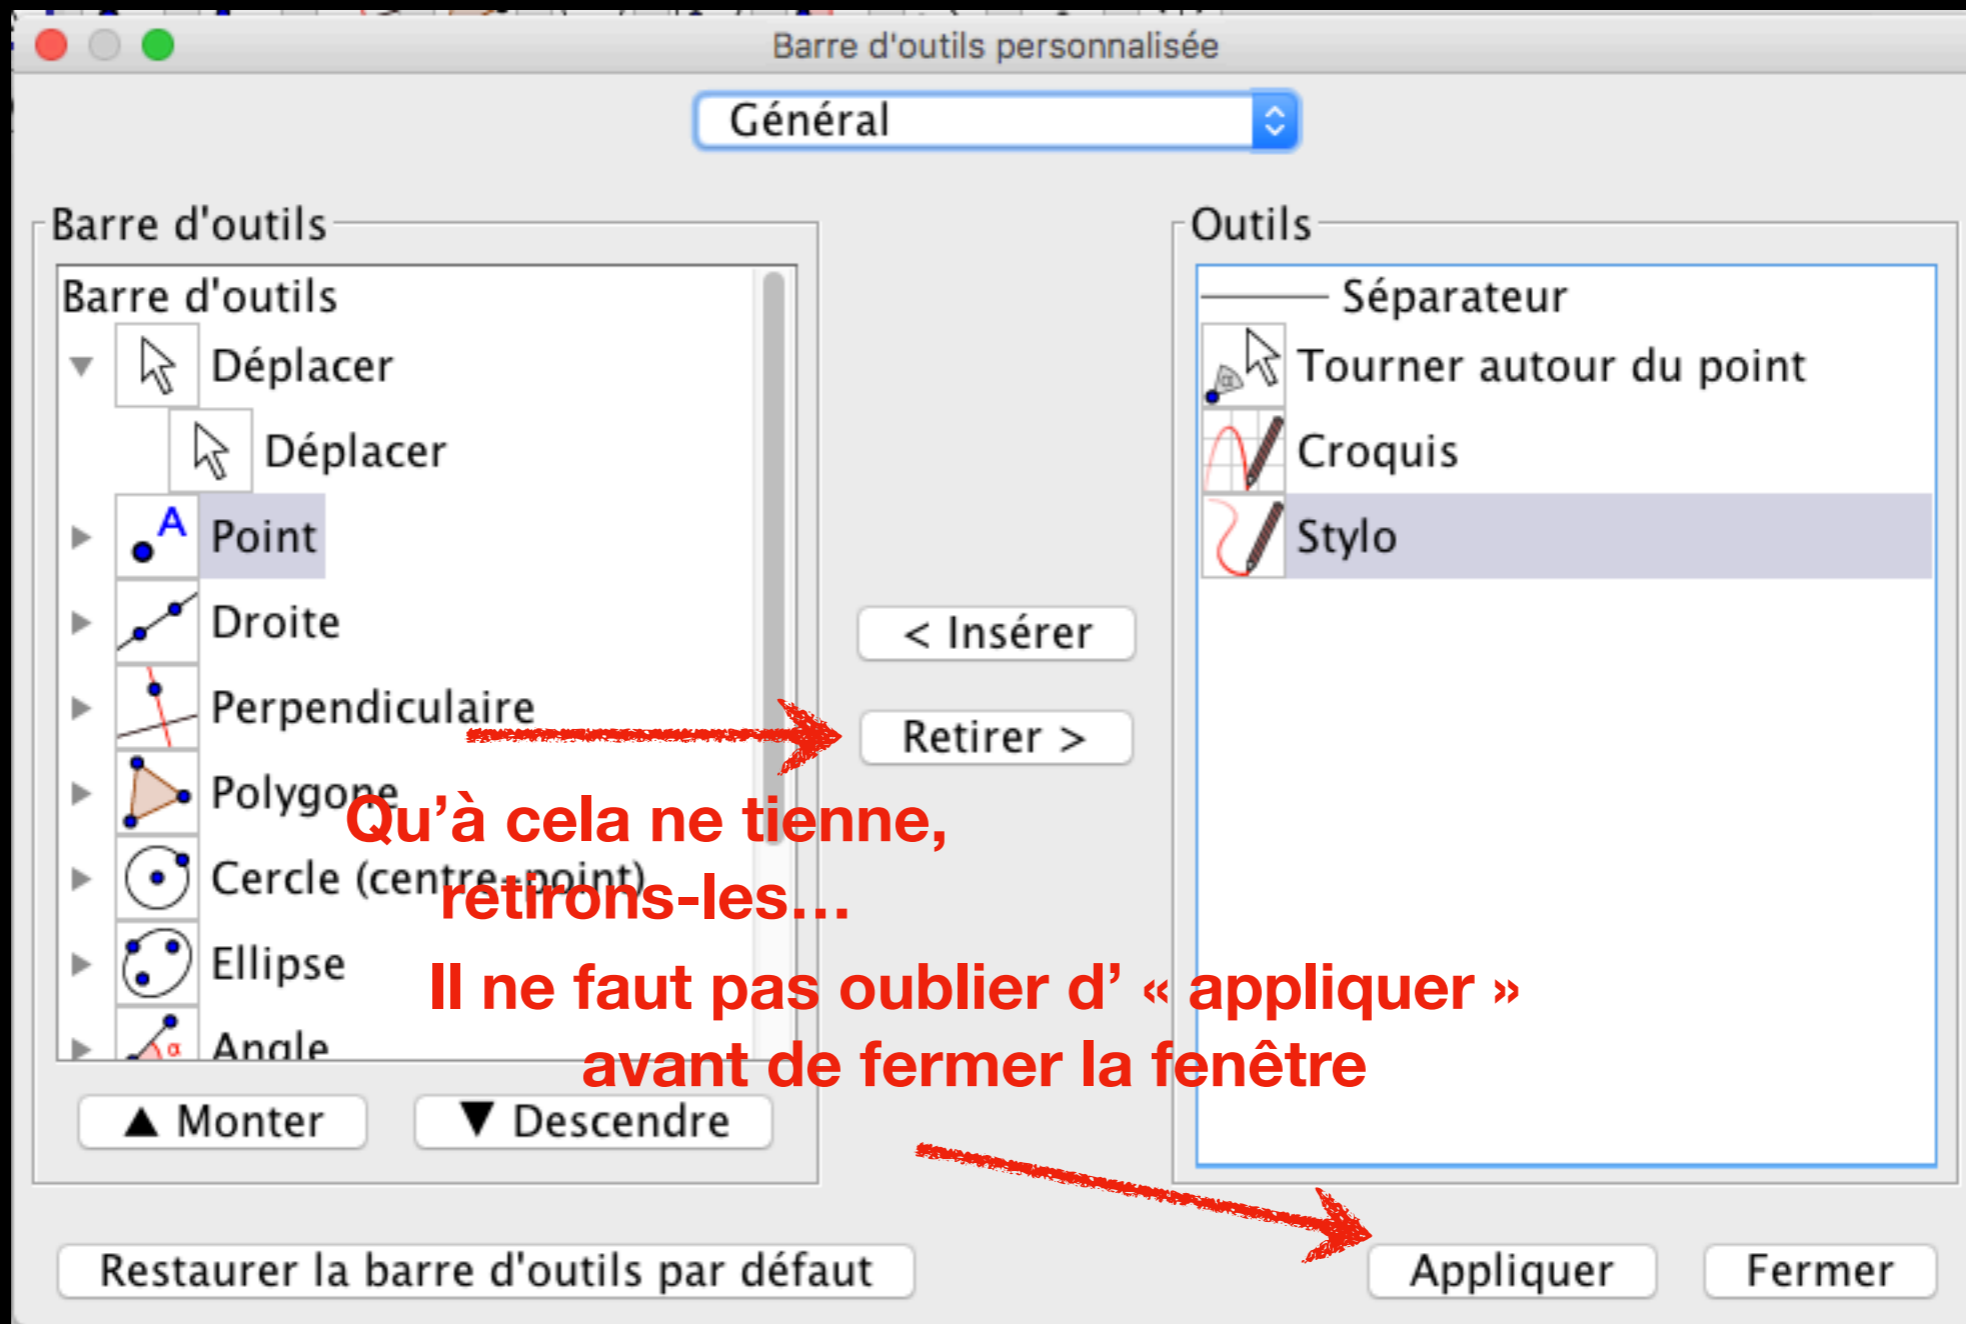 Barre d'outils personnalisée
Général
Barre d'outils
Barre d'outils
Déplacer
Déplacer
A Point
Droite
Perpendiculaire
Polygone
Cercle (centre-point)
Ellipse
α Angle
▲ Monter
▼ Descendre
< Insérer
Retirer >
Outils
Séparateur
α Tourner autour du point
Croquis
Stylo
Qu’à cela ne tienne,
retirons-les…
Il ne faut pas oublier d’ « appliquer »
avant de fermer la fenêtre
Restaurer la barre d'outils par défaut
Appliquer
Fermer